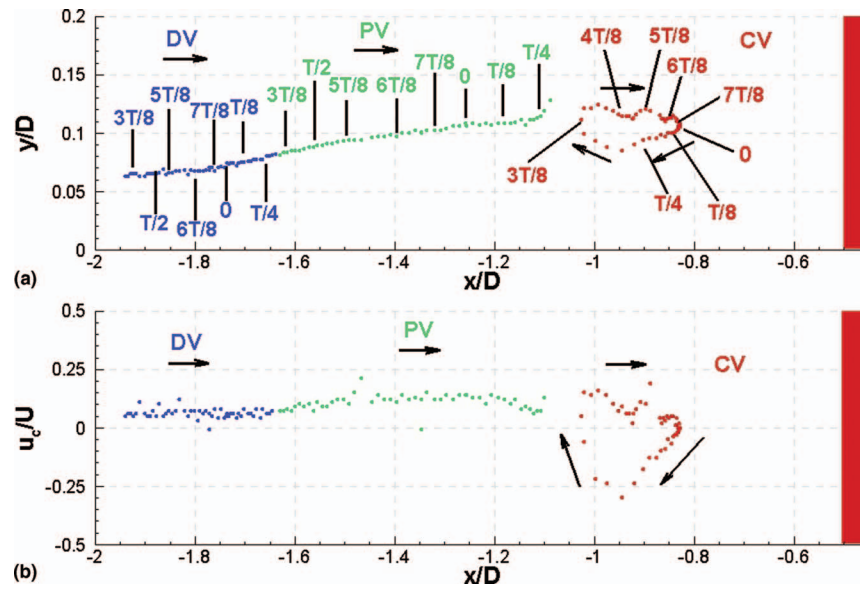 0.2
DV
PV
CV
4T/8
5T/8
6T/8
7T/8
T/4
0.15
5T/8
7T/8
T/8
T/2
7T/8
0
T/8
3T/8
3T/8
5T/8
6T/8
y/D
0.1
0.05
T/2
6T/8
0
T/4
3T/8
T/4
T/8
0
0
(a)
-2
-1.8
-1.6
-1.4
-1.2
-1
-0.8
-0.6
x/D
0.5
DV
PV
CV
0.25
u_c/U
0
-0.25
-0.5
(b)
-2
-1.8
-1.6
-1.4
-1.2
-1
-0.8
-0.6
x/D